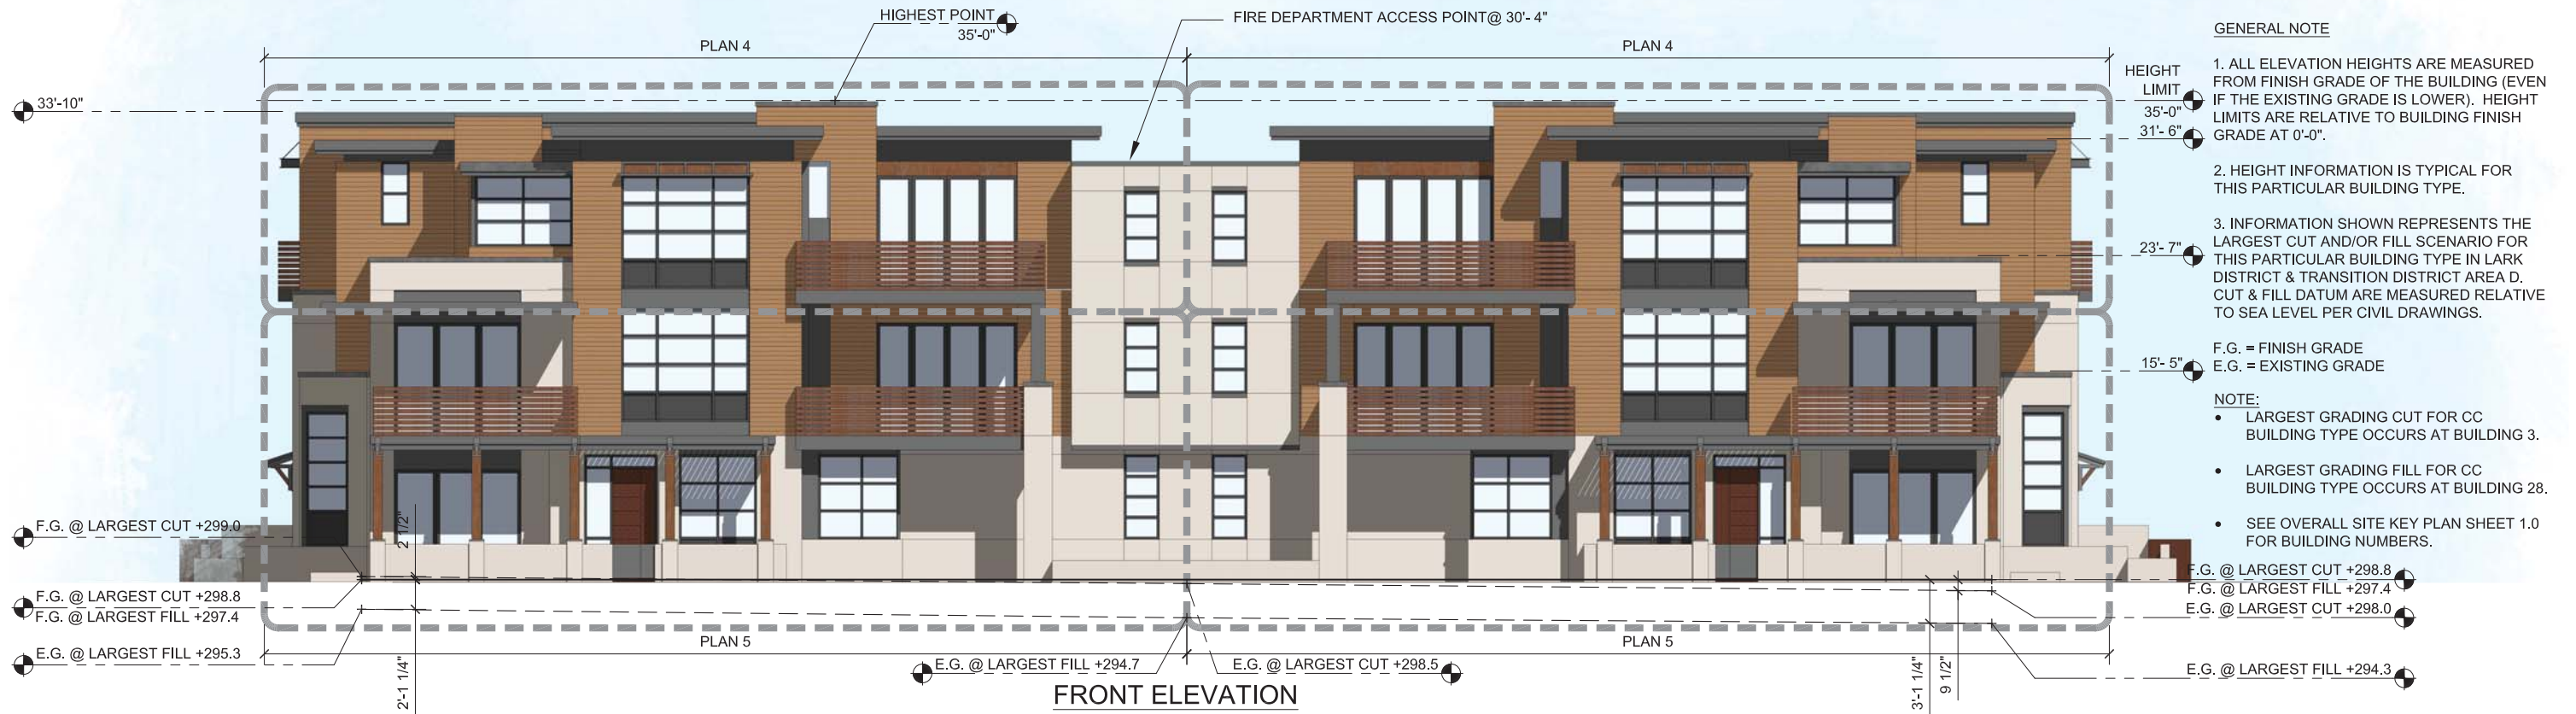 HIGHEST POINT
35'-0"
FIRE DEPARTMENT ACCESS POINT@ 30'- 4"
PLAN 4
PLAN 4
33'-10"
HEIGHT
LIMIT
35'-0"
31'- 6"
23'- 7"
15'- 5"
GENERAL NOTE
1. ALL ELEVATION HEIGHTS ARE MEASURED
FROM FINISH GRADE OF THE BUILDING (EVEN
IF THE EXISTING GRADE IS LOWER). HEIGHT
LIMITS ARE RELATIVE TO BUILDING FINISH
GRADE AT 0'-0".
2. HEIGHT INFORMATION IS TYPICAL FOR
THIS PARTICULAR BUILDING TYPE.
3. INFORMATION SHOWN REPRESENTS THE
LARGEST CUT AND/OR FILL SCENARIO FOR
THIS PARTICULAR BUILDING TYPE IN LARK
DISTRICT & TRANSITION DISTRICT AREA D.
CUT & FILL DATUM ARE MEASURED RELATIVE
TO SEA LEVEL PER CIVIL DRAWINGS.
F.G. = FINISH GRADE
E.G. = EXISTING GRADE
NOTE:
• LARGEST GRADING CUT FOR CC
BUILDING TYPE OCCURS AT BUILDING 3.
• LARGEST GRADING FILL FOR CC
BUILDING TYPE OCCURS AT BUILDING 28.
• SEE OVERALL SITE KEY PLAN SHEET 1.0
FOR BUILDING NUMBERS.
F.G. @ LARGEST CUT +299.0
2 1/2"
F.G. @ LARGEST CUT +298.8
F.G. @ LARGEST FILL +297.4
E.G. @ LARGEST FILL +295.3
2'-1 1/4"
PLAN 5
PLAN 5
E.G. @ LARGEST FILL +294.7
E.G. @ LARGEST CUT +298.5
3'-1 1/4"
9 1/2"
F.G. @ LARGEST CUT +298.8
F.G. @ LARGEST FILL +297.4
E.G. @ LARGEST CUT +298.0
E.G. @ LARGEST FILL +294.3
FRONT ELEVATION